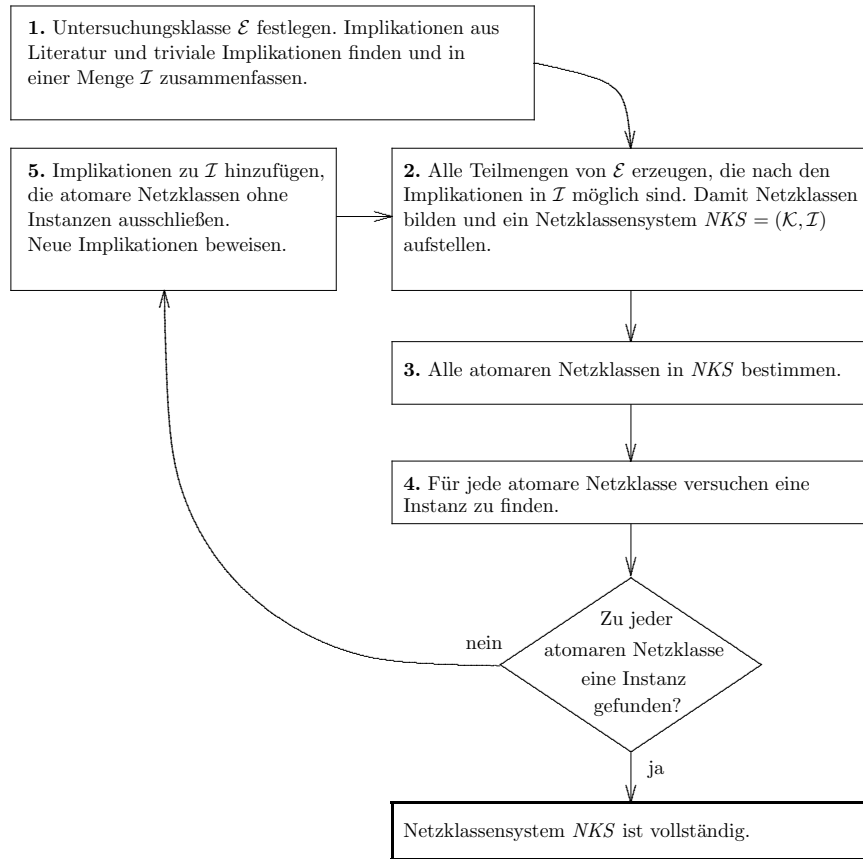 1. Untersuchungsklasse ℰ festlegen. Implikationen aus
Literatur und triviale Implikationen finden und in
einer Menge ℐ zusammenfassen.
5. Implikationen zu ℐ hinzufügen,
die atomare Netzklassen ohne
Instanzen ausschließen.
Neue Implikationen beweisen.
2. Alle Teilmengen von ℰ erzeugen, die nach den
Implikationen in ℐ möglich sind. Damit Netzklassen
bilden und ein Netzklassensystem NKS = (𝒦, ℐ)
aufstellen.
3. Alle atomaren Netzklassen in NKS bestimmen.
4. Für jede atomare Netzklasse versuchen eine
Instanz zu finden.
Zu jeder
atomaren Netzklasse
eine Instanz
gefunden?
nein
ja
Netzklassensystem NKS ist vollständig.